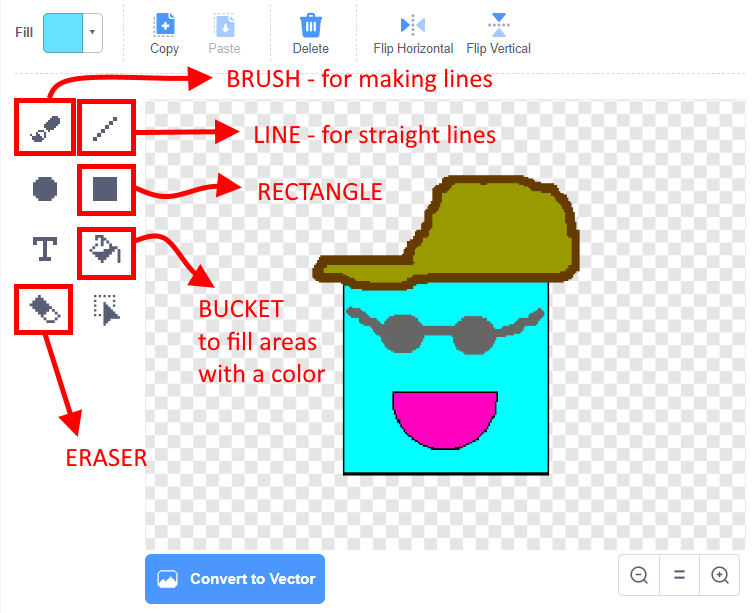 Fill
Copy
Paste
Delete
Flip Horizontal
Flip Vertical
BRUSH - for making lines
LINE - for straight lines
RECTANGLE
T
BUCKET
to fill areas
with a color
ERASER
Convert to Vector